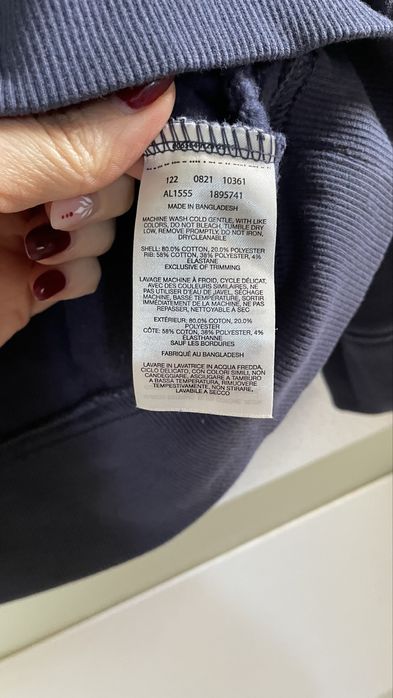 122 0821 10361
AL1555 1895741
MADE IN BANGLADESH
MACHINE WASH COLD GENTLE, WITH LIKE
COLORS, DO NOT BLEACH, TUMBLE DRY
LOW, REMOVE PROMPTLY, DO NOT IRON,
DRYCLEANABLE
SHELL: 80.0% COTTON, 20.0% POLYESTER
RIB: 58% COTTON, 38% POLYESTER, 4%
ELASTANE
EXCLUSIVE OF TRIMMING
LAVAGE MACHINE À FROID, CYCLE DÉLICAT,
AVEC DES COULEURS SIMILAIRES, NE
PAS UTILISER D'EAU DE JAVEL, SÉCHAGE
MACHINE, BASSE TEMPERATURE, SORTIR
IMMÉDIATEMENT DE LA MACHINE, NE PAS
REPASSER, NETTOYABLE À SEC
EXTÉRIEUR: 80.0% COTON, 20.0%
POLYESTER
CÔTE: 58% COTON, 38% POLYESTER, 4%
ELASTHANNE
SAUF LES BORDURES
FABRIQUÉ AU BANGLADESH
LAVARE IN LAVATRICE IN ACQUA FREDDA,
CICLO DELICATO, CON COLORI SIMILI, NON
CANDEGGIARE, ASCIUGARE A TAMBURO
A BASSA TEMPERATURA, RIMUOVERE
TEMPESTIVAMENTE, NON STIRARE,
LAVABILE A SECCO